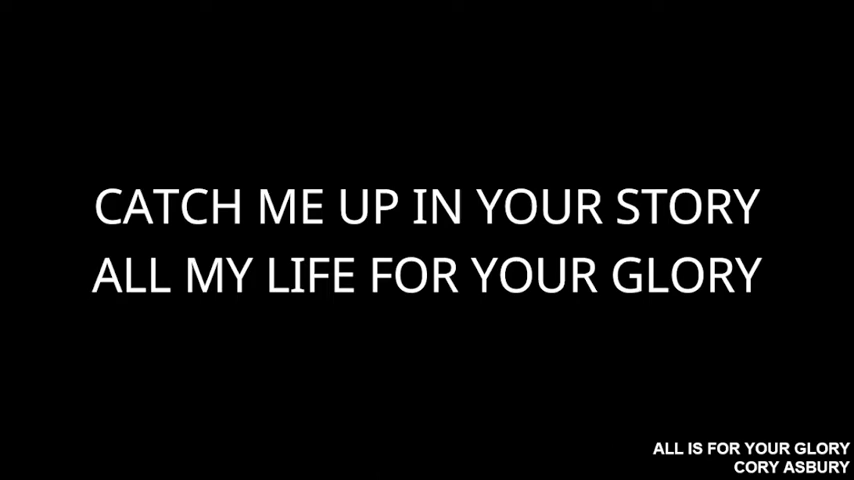 CATCH ME UP IN YOUR STORY
ALL MY LIFE FOR YOUR GLORY
ALL IS FOR YOUR GLORY
CORY ASBURY